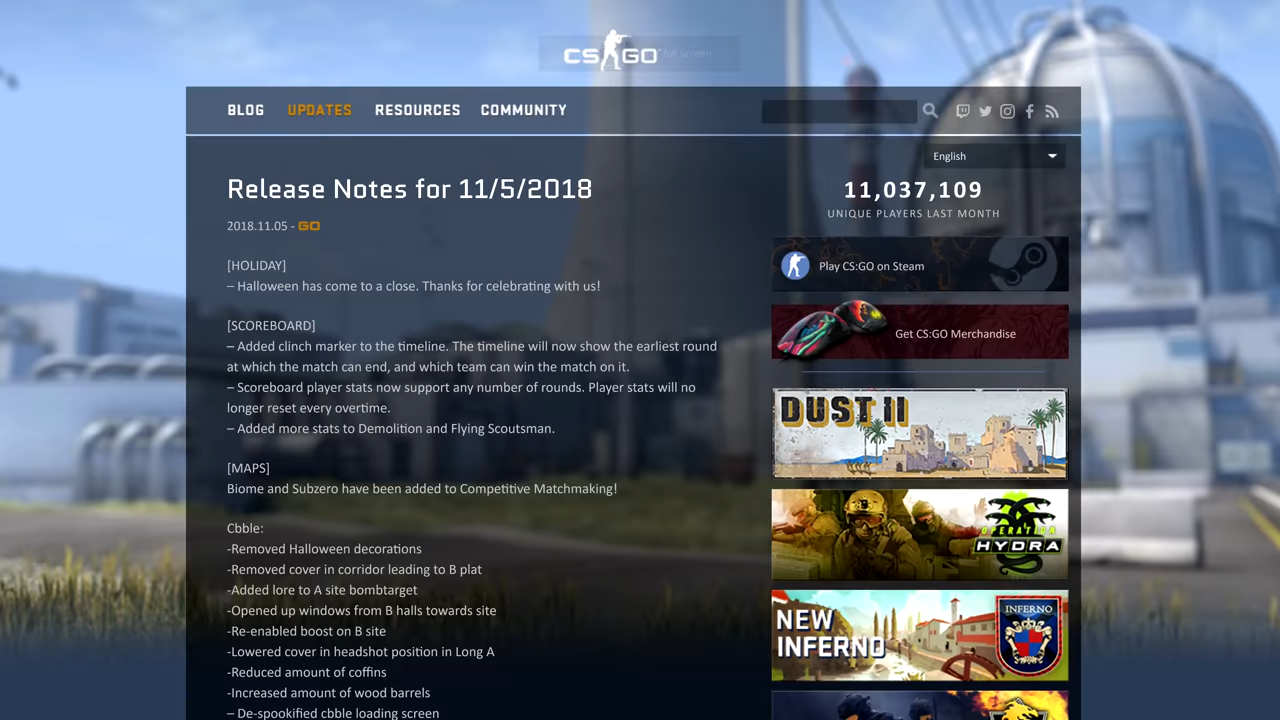 CS GO
full screen
BLOG UPDATES RESOURCES COMMUNITY
English
Release Notes for 11/5/2018
11,037,109
UNIQUE PLAYERS LAST MONTH
2018.11.05 - GO
[HOLIDAY]
– Halloween has come to a close. Thanks for celebrating with us!
[SCOREBOARD]
– Added clinch marker to the timeline. The timeline will now show the earliest round
at which the match can end, and which team can win the match on it.
– Scoreboard player stats now support any number of rounds. Player stats will no
longer reset every overtime.
– Added more stats to Demolition and Flying Scoutsman.
[MAPS]
Biome and Subzero have been added to Competitive Matchmaking!
Cbble:
-Removed Halloween decorations
-Removed cover in corridor leading to B plat
-Added lore to A site bombtarget
-Opened up windows from B halls towards site
-Re-enabled boost on B site
-Lowered cover in headshot position in Long A
-Reduced amount of coffins
-Increased amount of wood barrels
– De-spookified cbble loading screen
Play CS:GO on Steam
Get CS:GO Merchandise
DUST II
OPERATION
HYDRA
NEW
INFERNO
INFERNO